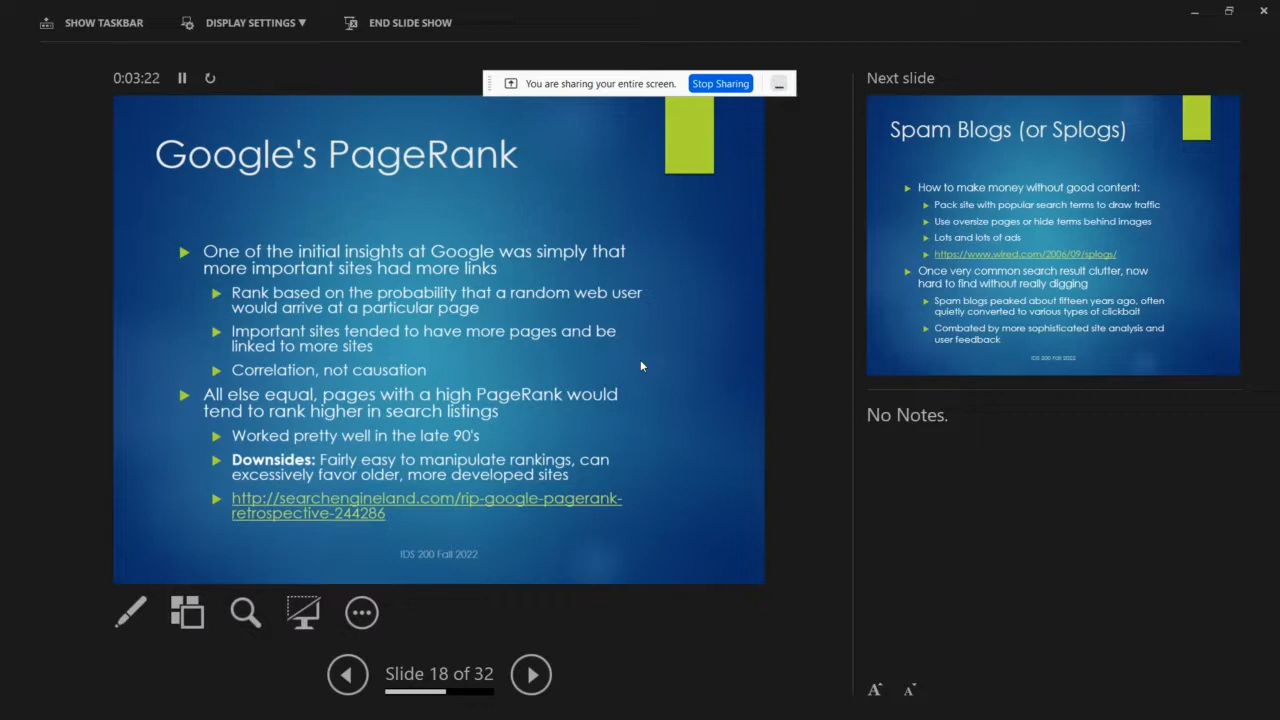 SHOW TASKBAR
DISPLAY SETTINGS ▼
END SLIDE SHOW
0:03:22
You are sharing your entire screen.
Stop Sharing
Google's PageRank
One of the initial insights at Google was simply that
more important sites had more links
Rank based on the probability that a random web user
would arrive at a particular page
Important sites tended to have more pages and be
linked to more sites
Correlation, not causation
All else equal, pages with a high PageRank would
tend to rank higher in search listings
Worked pretty well in the late 90's
Downsides: Fairly easy to manipulate rankings, can
excessively favor older, more developed sites
http://searchengineland.com/rip-google-pagerank-
retrospective-244286
IDS 200 Fall 2022
Slide 18 of 32
Next slide
Spam Blogs (or Splogs)
How to make money without good content:
Pack site with popular search terms to draw traffic
Use oversize pages or hide terms behind images
Lots and lots of ads
https://www.wired.com/2006/09/splogs/
Once very common search result clutter, now
hard to find without really digging
Spam blogs peaked about fifteen years ago, often
quietly converted to various types of clickbait
Combated by more sophisticated site analysis and
user feedback
IDS 200 Fall 2022
No Notes.
A A